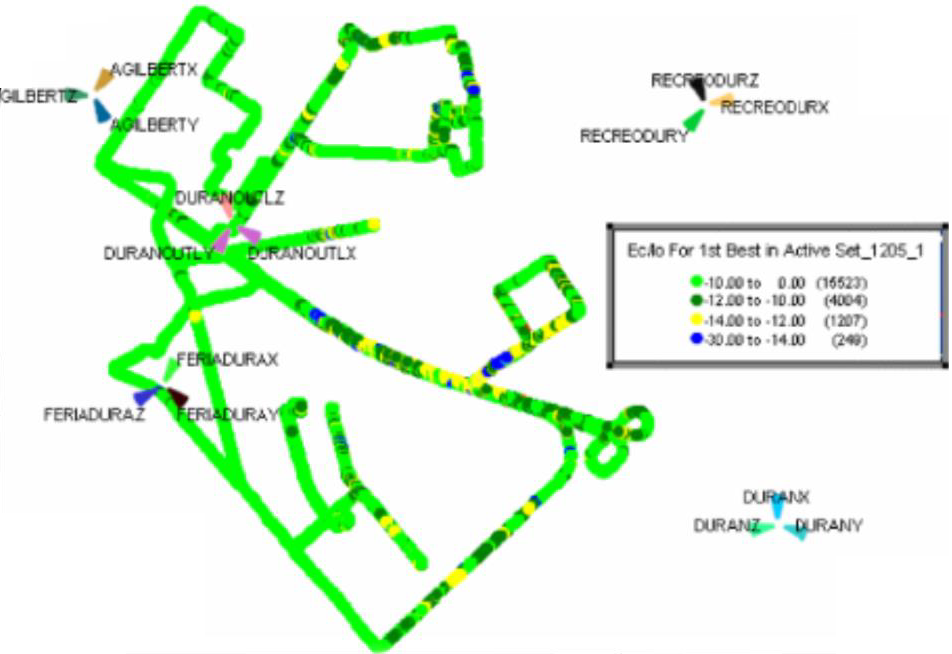 AGILBERTX
GILBERTZ
AGILBERTY
RECREODURZ
RECREODURX
RECREODURY
DURANOUTLZ
DURANOUTLY
DURANOUTLX
Ec/Io For 1st Best in Active Set_1205_1
-10.00 to 0.00 (16523)
-12.00 to -10.00 (4004)
-14.00 to -12.00 (1207)
-30.00 to -14.00 (249)
FERIADURAX
FERIADURAZ
FERIADURAY
DURANX
DURANZ
DURANY